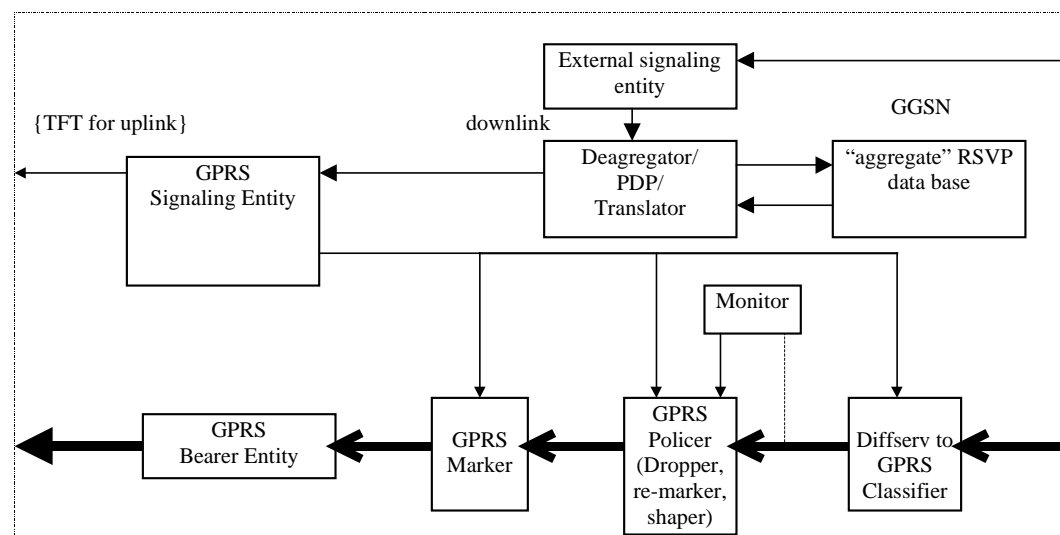 External signaling
entity
GGSN
{TFT for uplink}
downlink
GPRS
Signaling Entity
Deagregator/
PDP/
Translator
“aggregate” RSVP
data base
Monitor
GPRS
Bearer Entity
GPRS
Marker
GPRS
Policer
(Dropper,
re-marker,
shaper)
Diffserv to
GPRS
Classifier